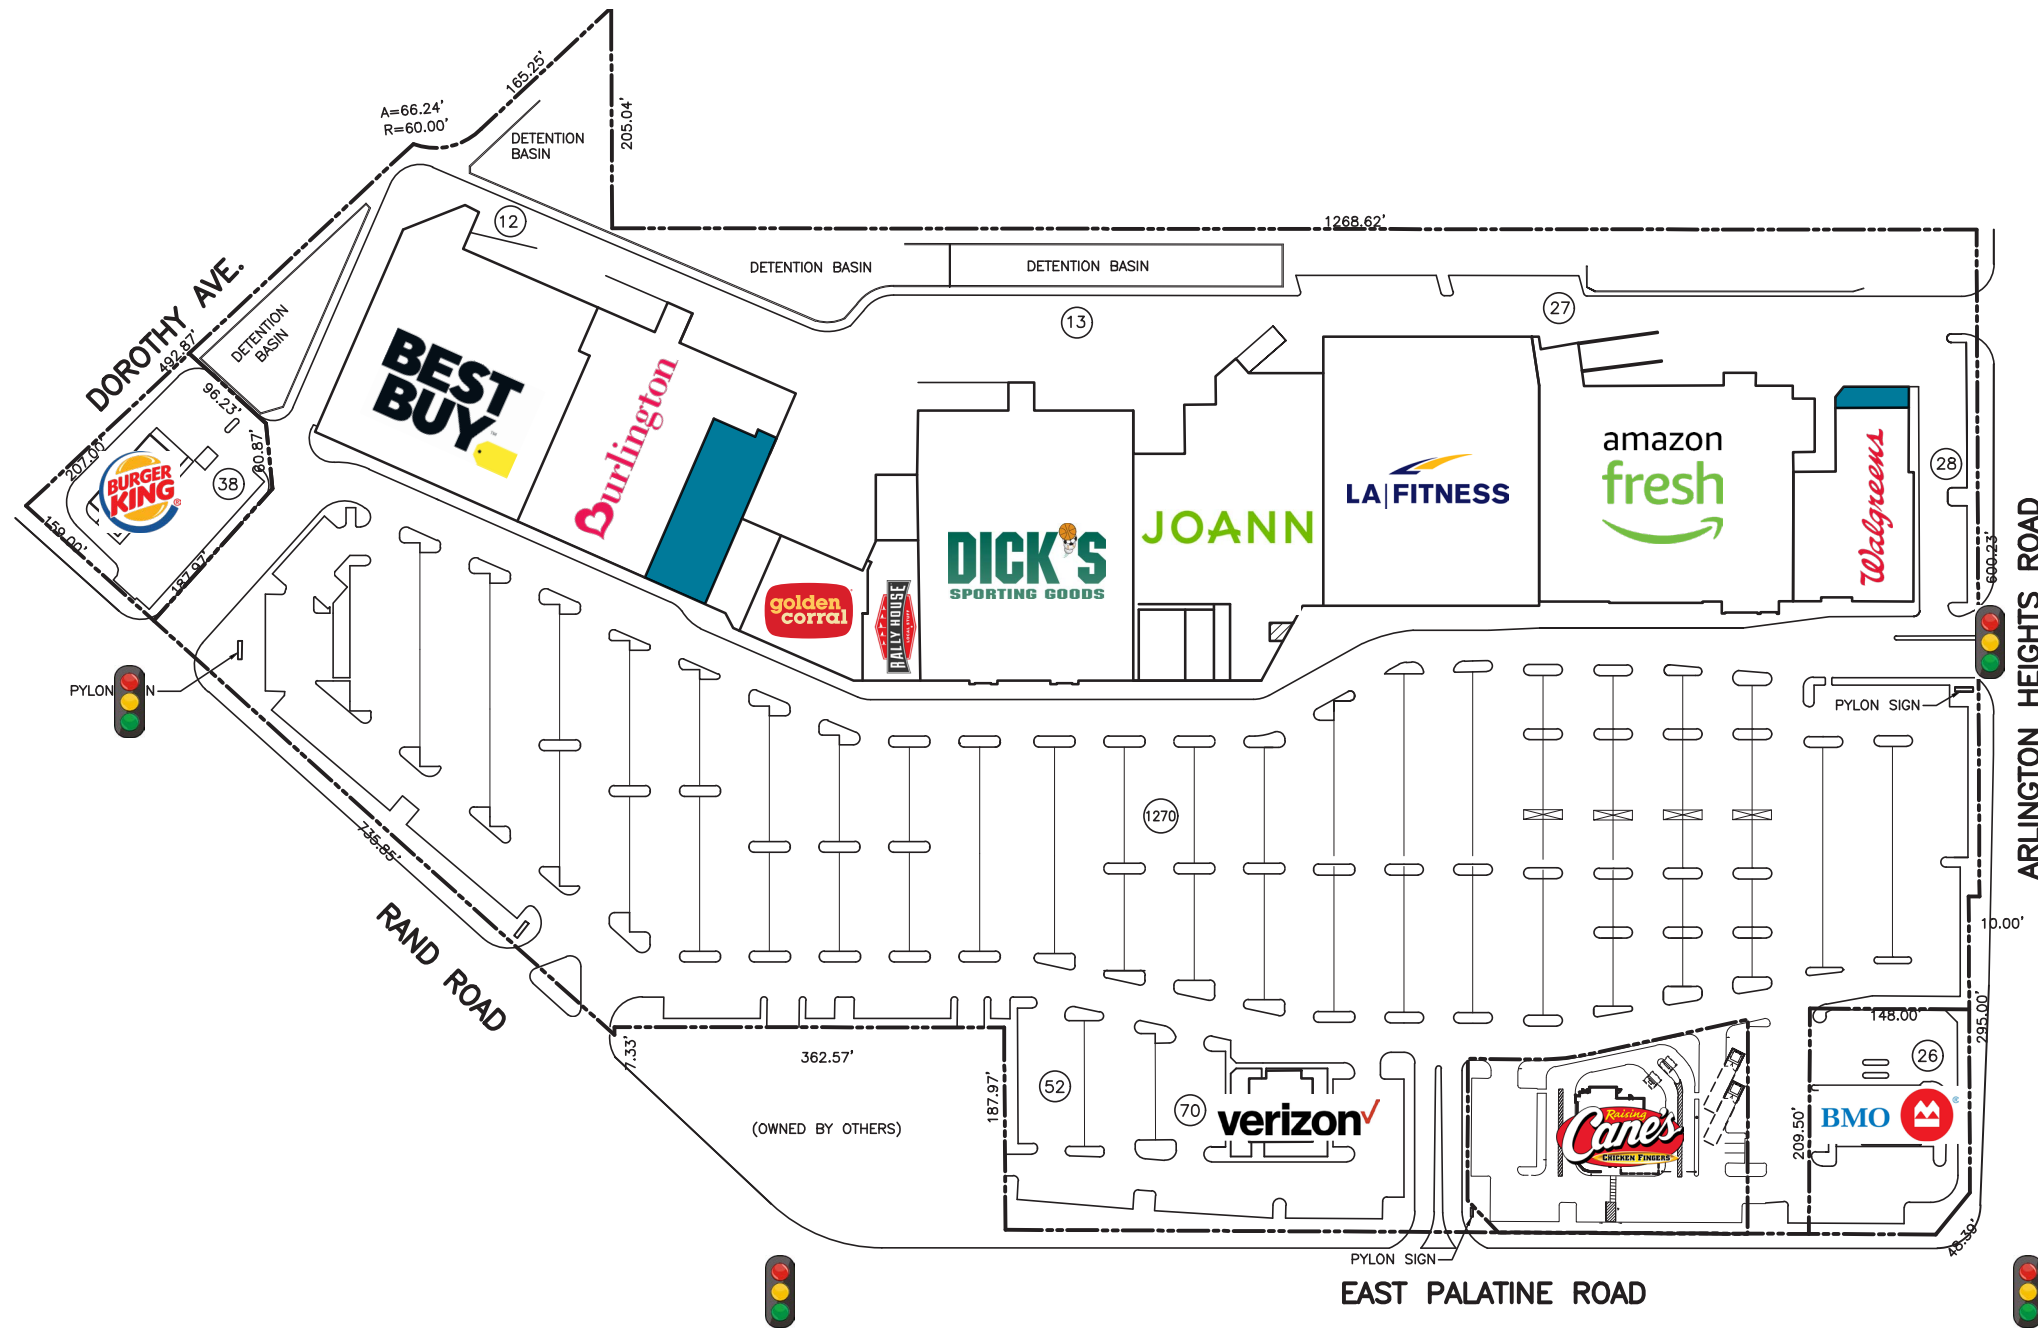 165.25'
A=66.24'
R=60.00'
205.04'
DETENTION
BASIN
12
1268.62'
DETENTION BASIN
DETENTION BASIN
13
27
DOROTHY AVE.
492.87'
DETENTION
BASIN
96.23'
60.87'
207.00'
BURGER
KING
38
159.00'
187.97'
BEST
BUY
Burlington
golden
corral
RALLY HOUSE
DICK'S
SPORTING GOODS
JOANN
LA|FITNESS
amazon
fresh
Walgreens
28
600.23'
ARLINGTON HEIGHTS ROAD
PYLON
N
PYLON SIGN
735.85'
RAND ROAD
1270
10.00'
295.00'
148.00'
26
7.33'
362.57'
187.97'
52
70
verizon
(OWNED BY OTHERS)
Raising
Cane's
CHICKEN FINGERS
BMO
209.50'
48.39'
PYLON SIGN
EAST PALATINE ROAD